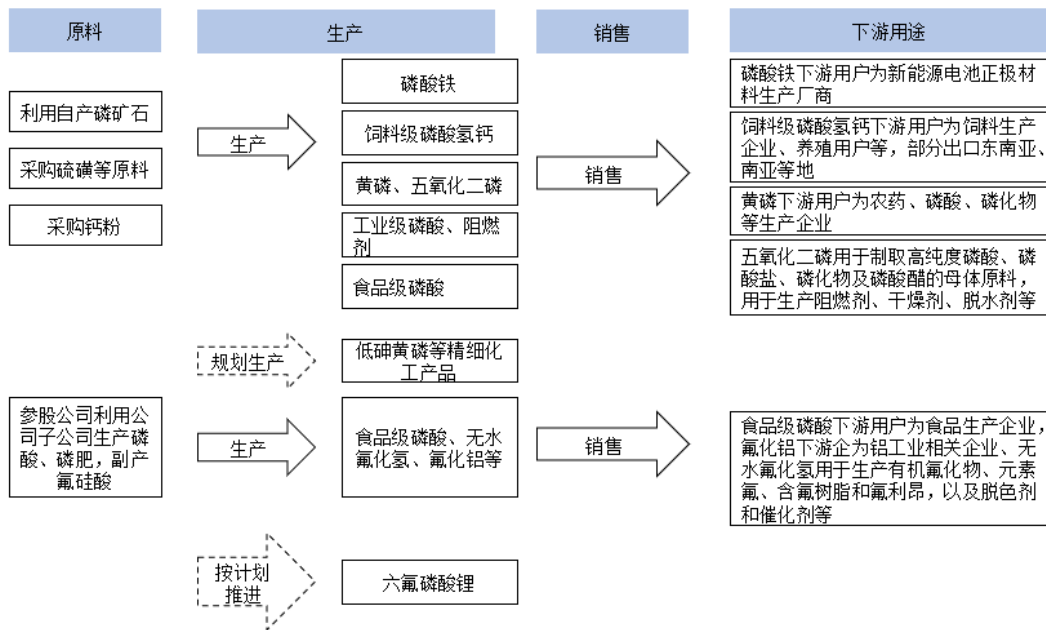 原料
生产
销售
下游用途
利用自产磷矿石
采购硫磺等原料
采购钙粉
生产
磷酸铁
饲料级磷酸氢钙
黄磷、五氧化二磷
工业级磷酸、阻燃
剂
食品级磷酸
销售
磷酸铁下游用户为新能源电池正极材
料生产厂商
饲料级磷酸氢钙下游用户为饲料生产
企业、养殖用户等，部分出口东南亚、
南亚等地
黄磷下游用户为农药、磷酸、磷化物
等生产企业
五氧化二磷用于制取高纯度磷酸、磷
酸盐、磷化物及磷酸醋的母体原料，
用于生产阻燃剂、干燥剂、脱水剂等
规划生产
低砷黄磷等精细化
工产品
参股公司利用公
司子公司生产磷
酸、磷肥，副产
氟硅酸
生产
食品级磷酸、无水
氟化氢、氟化铝等
销售
食品级磷酸下游用户为食品生产企业，
氟化铝下游企为铝工业相关企业、无
水氟化氢用于生产有机氟化物、元素
氟、含氟树脂和氟利昂，以及脱色剂
和催化剂等
按计划
推进
六氟磷酸锂